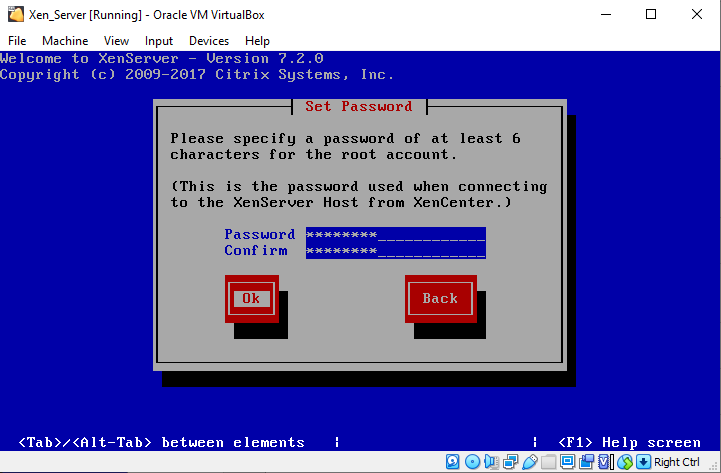 Xen_Server [Running] - Oracle VM VirtualBox
File Machine View Input Devices Help
Welcome to XenServer - Version 7.2.0
Copyright (c) 2009-2017 Citrix Systems, Inc.
Set Password
Please specify a password of at least 6
characters for the root account.
(This is the password used when connecting
to the XenServer Host from XenCenter.)
Password ********____________
Confirm ********____________
Ok Back
<Tab>/<Alt-Tab> between elements | | <F1> Help screen
Right Ctrl